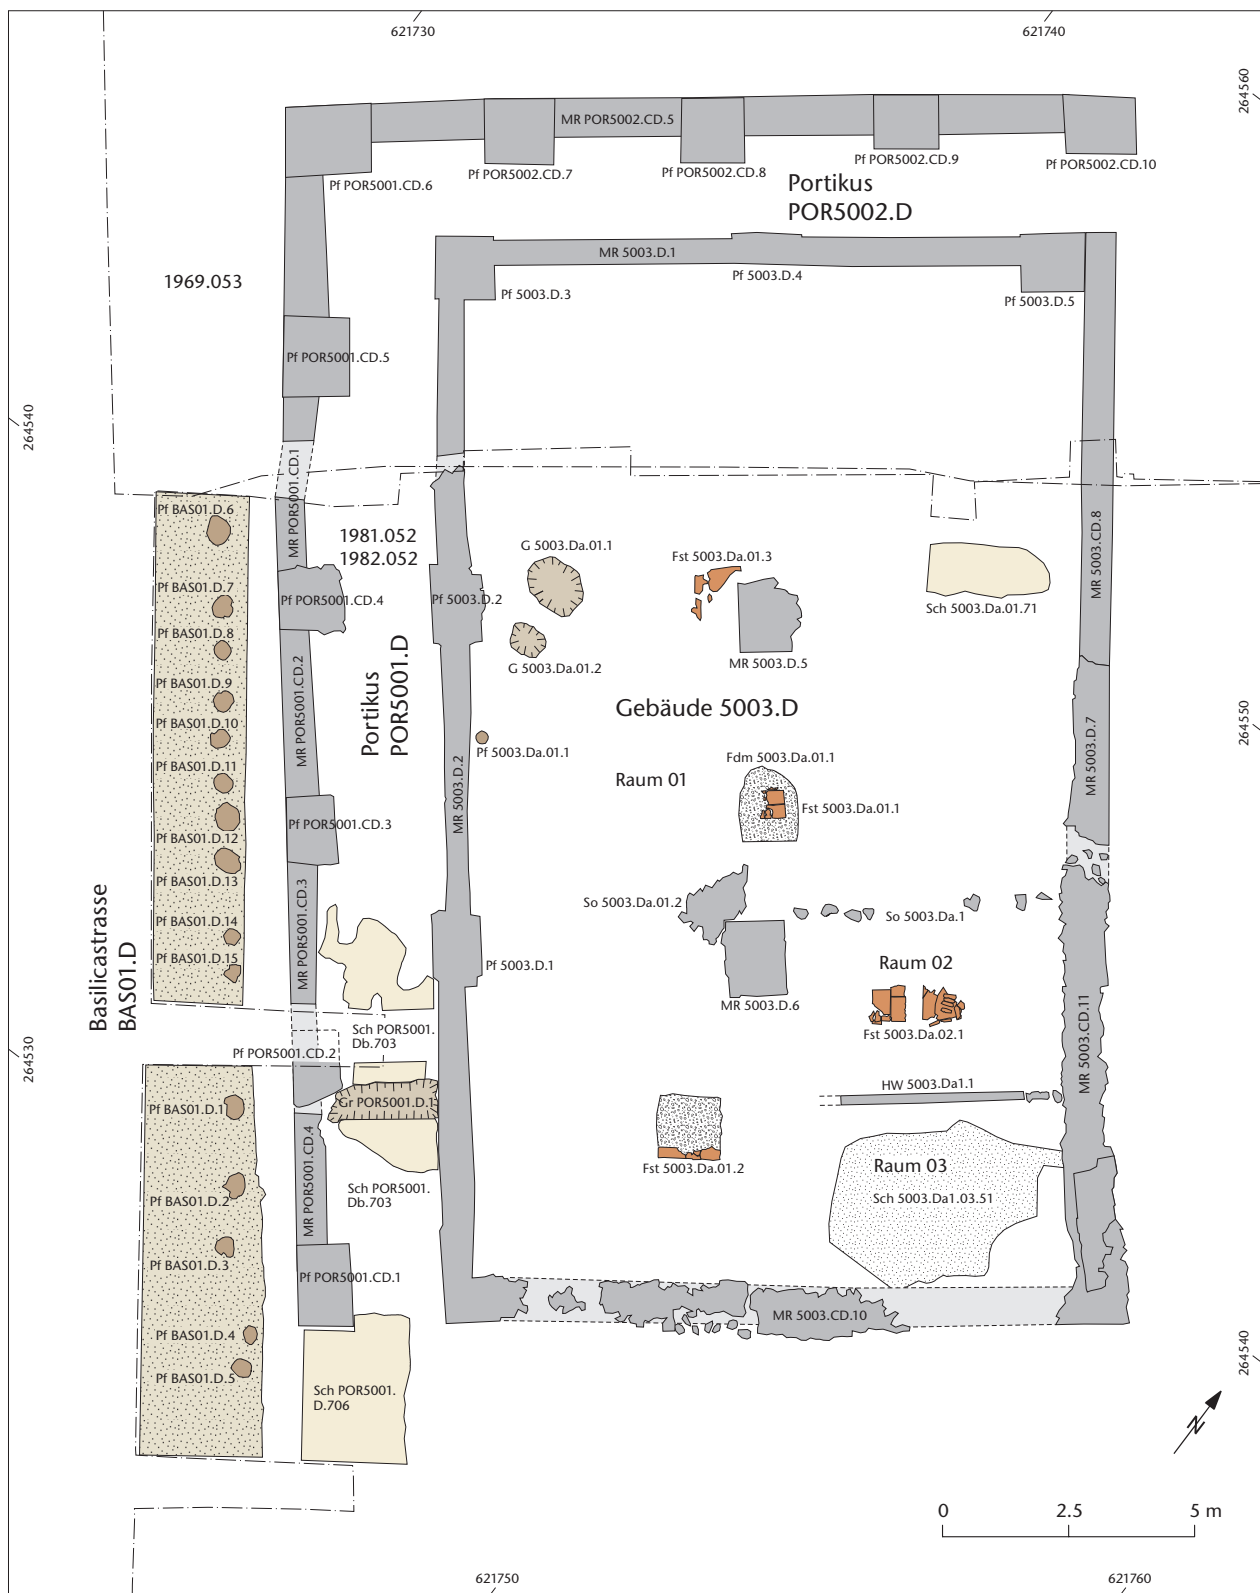 621730
621740
264560
MR POR5002.CD.5
Pf POR5001.CD.6
Pf POR5002.CD.7
Pf POR5002.CD.8
Pf POR5002.CD.9
Pf POR5002.CD.10
Portikus
POR5002.D
MR 5003.D.1
1969.053
Pf 5003.D.3
Pf 5003.D.4
Pf 5003.D.5
Pf POR5001.CD.5
264540
MR POR5001.CD.1
Pf BAS01.D.6
1981.052
1982.052
G 5003.Da.01.1
Fst 5003.Da.01.3
MR 5003.CD.8
Pf BAS01.D.7
Pf POR5001.CD.4
Pf 5003.D.2
Sch 5003.Da.01.71
Pf BAS01.D.8
G 5003.Da.01.2
MR 5003.D.5
Pf BAS01.D.9
MR POR5001.CD.2
Portikus
POR5001.D
Gebäude 5003.D
Pf BAS01.D.10
Pf 5003.Da.01.1
264550
MR 5003.D.7
Fdm 5003.Da.01.1
Pf BAS01.D.11
Raum 01
MR 5003.D.2
Fst 5003.Da.01.1
Pf POR5001.CD.3
Pf BAS01.D.12
Pf BAS01.D.13
MR POR5001.CD.3
So 5003.Da.01.2
So 5003.Da.1
Pf BAS01.D.14
Basilicastrasse
BAS01.D
Pf BAS01.D.15
Pf 5003.D.1
Raum 02
MR 5003.D.6
Sch POR5001.
Db.703
Fst 5003.Da.02.1
MR 5003.CD.11
264530
Pf POR5001.CD.2
HW 5003.Da1.1
Pf BAS01.D.1
Gr POR5001.D.1
MR POR5001.CD.4
Fst 5003.Da.01.2
Raum 03
Sch POR5001.
Db.703
Pf BAS01.D.2
Sch 5003.Da1.03.51
Pf BAS01.D.3
Pf POR5001.CD.1
MR 5003.CD.10
Pf BAS01.D.4
Pf BAS01.D.5
264540
Sch POR5001.
D.706
N
0 2.5 5 m
621750
621760